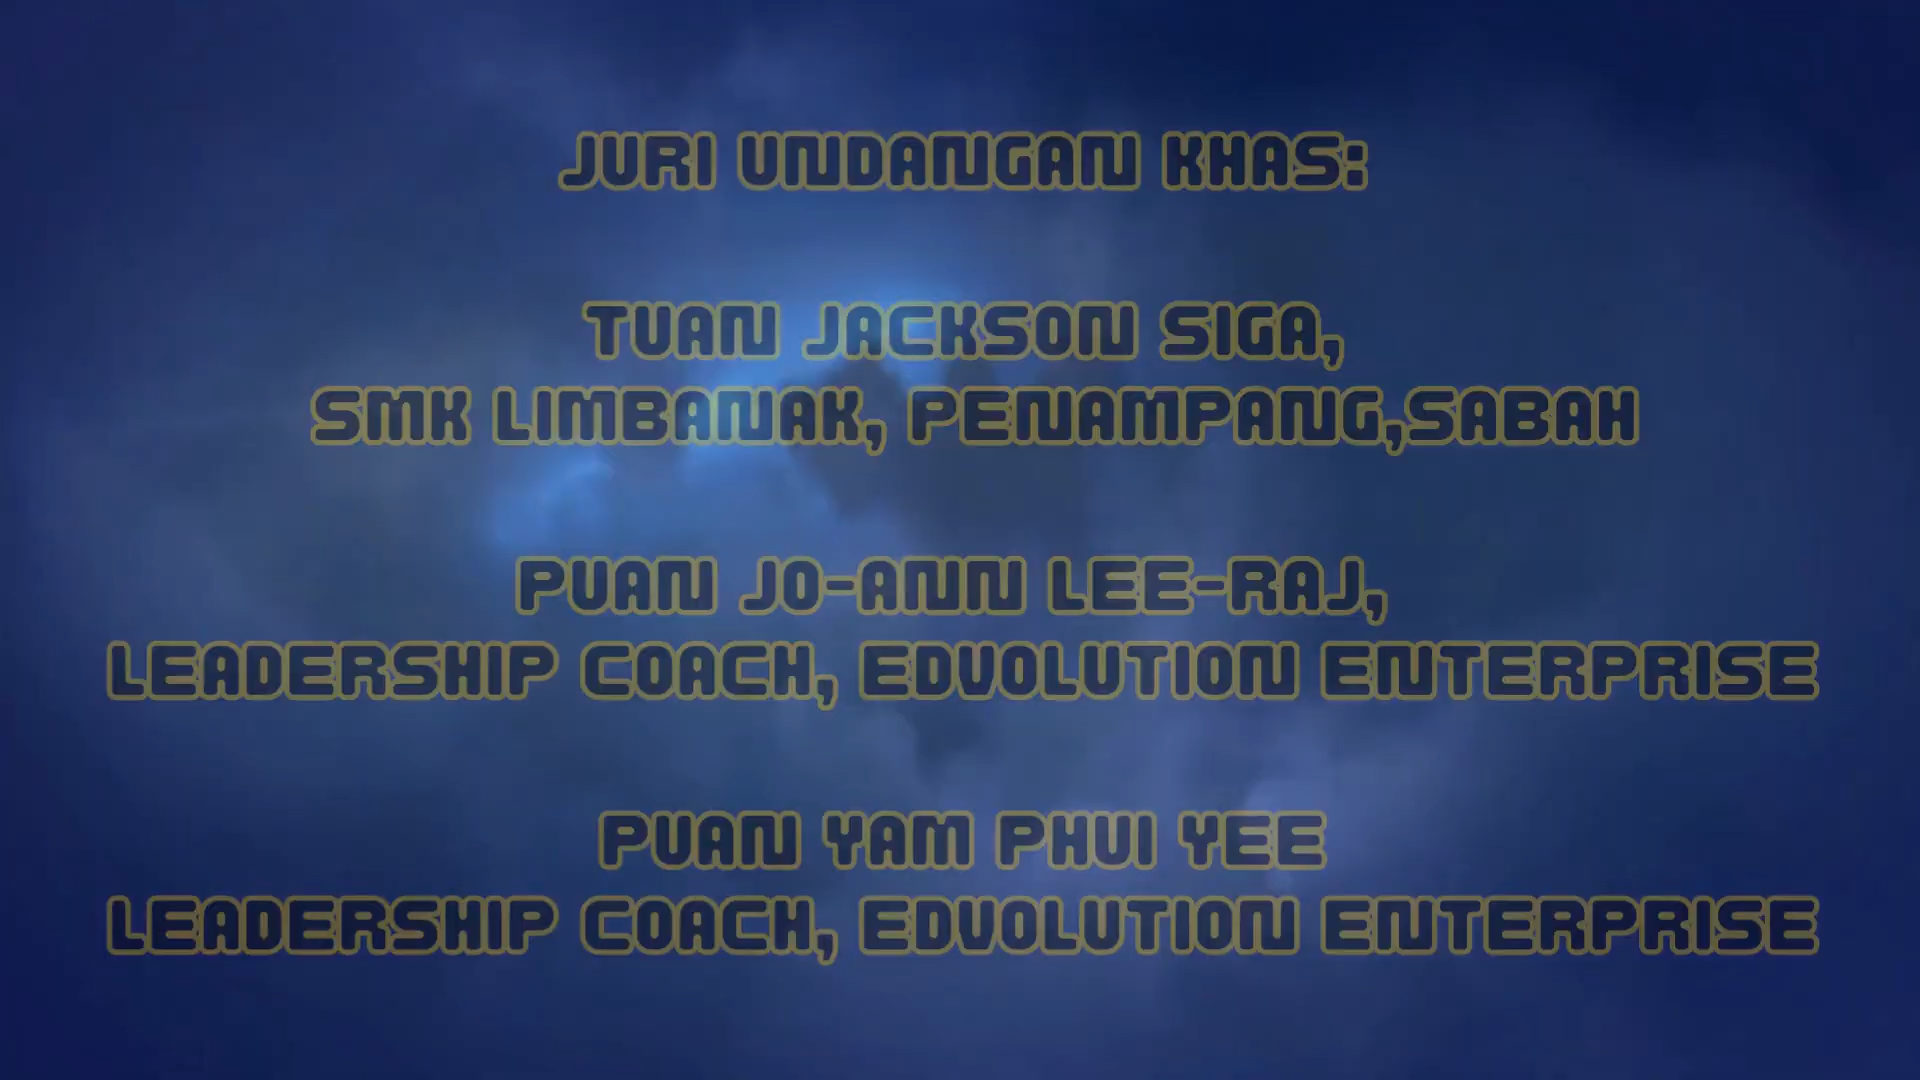 JURI UNDANGAN KHAS:
TUAN JACKSON SIGA,
SMK LIMBANAK, PENAMPANG,SABAH
PUAN JO-ANN LEE-RAJ,
LEADERSHIP COACH, EDVOLUTION ENTERPRISE
PUAN YAM PHUI YEE
LEADERSHIP COACH, EDVOLUTION ENTERPRISE